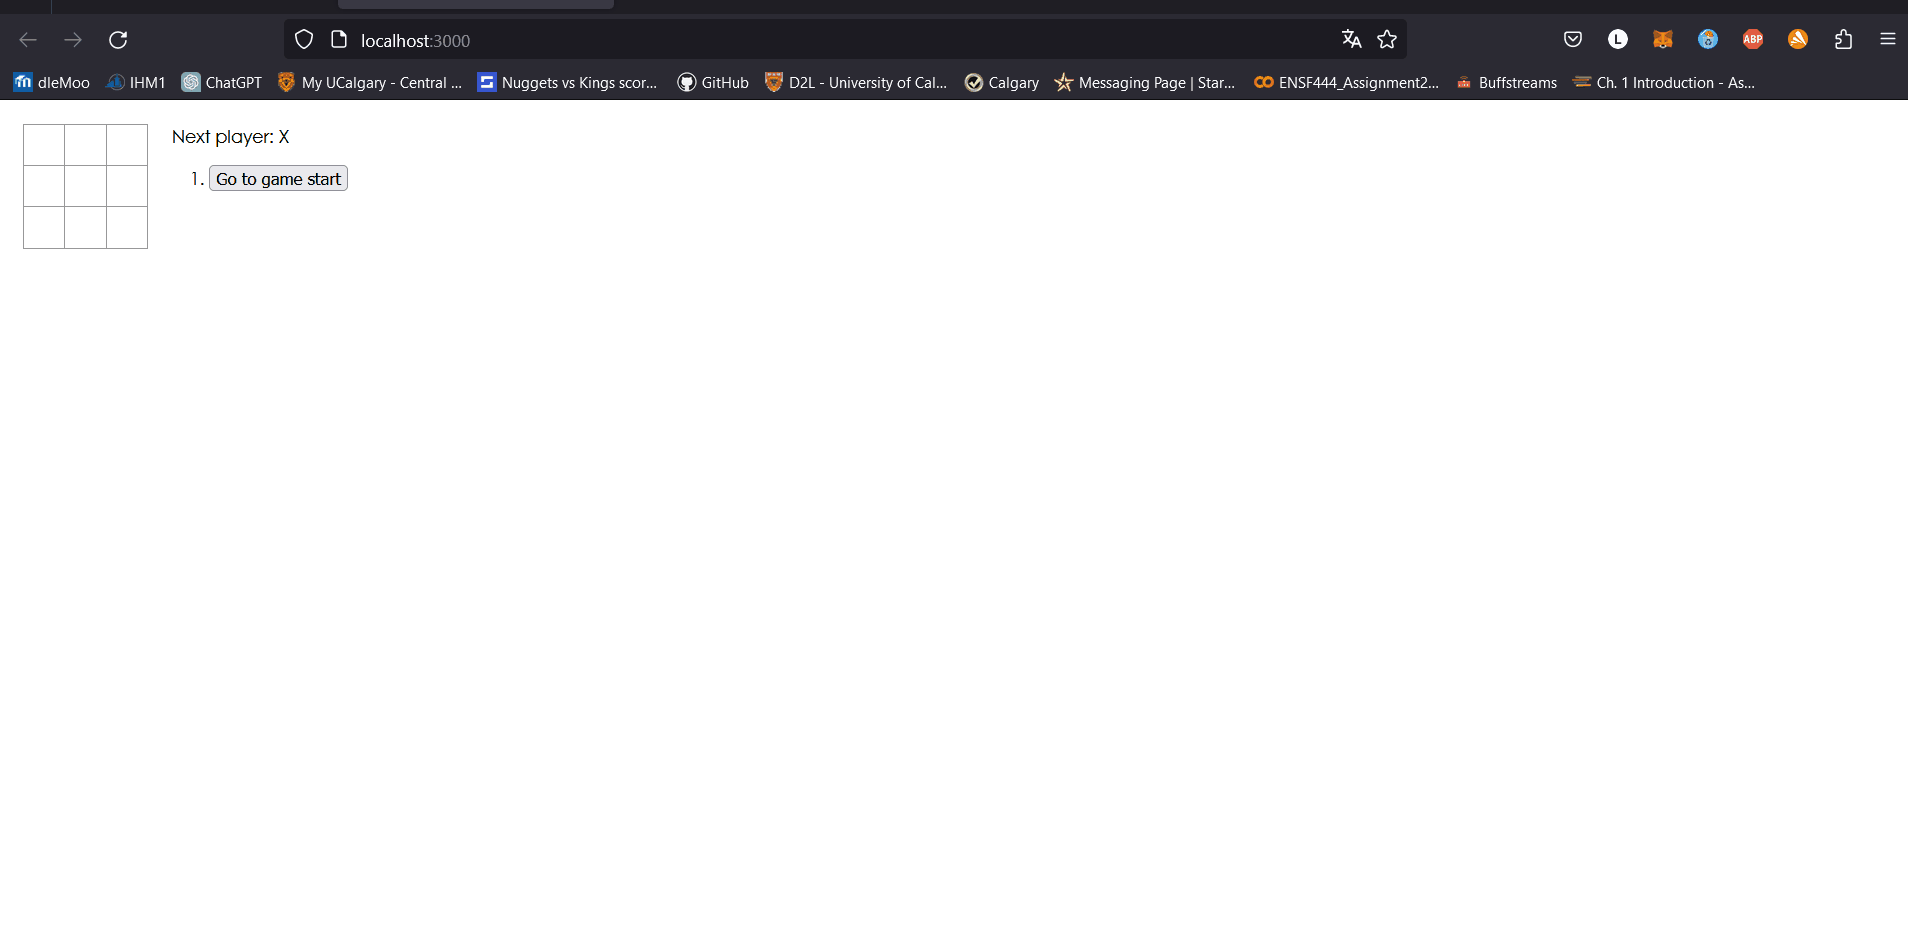 localhost:3000
dleMoo IHM1 ChatGPT My UCalgary - Central ... Nuggets vs Kings scor... GitHub D2L - University of Cal... Calgary Messaging Page | Star... ENSF444_Assignment2... Buffstreams Ch. 1 Introduction - As...
L ABP
Next player: X
1. Go to game start